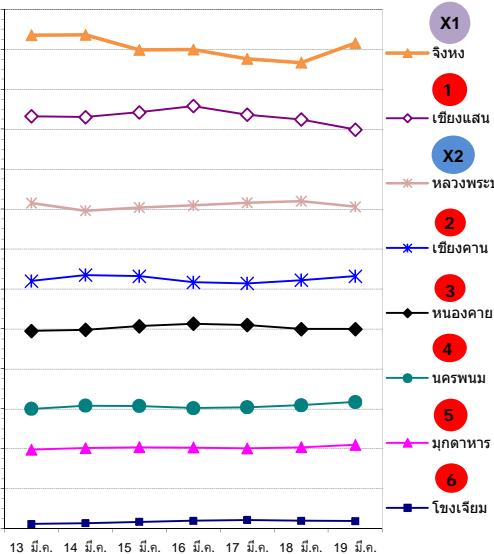 X1
จิงหง
1
เชียงแสน
X2
หลวงพระบ
2
เชียงคาน
3
หนองคาย
4
นครพนม
5
มุกดาหาร
6
โขงเจียม
13 มี.ค. 14 มี.ค. 15 มี.ค. 16 มี.ค. 17 มี.ค. 18 มี.ค. 19 มี.ค.